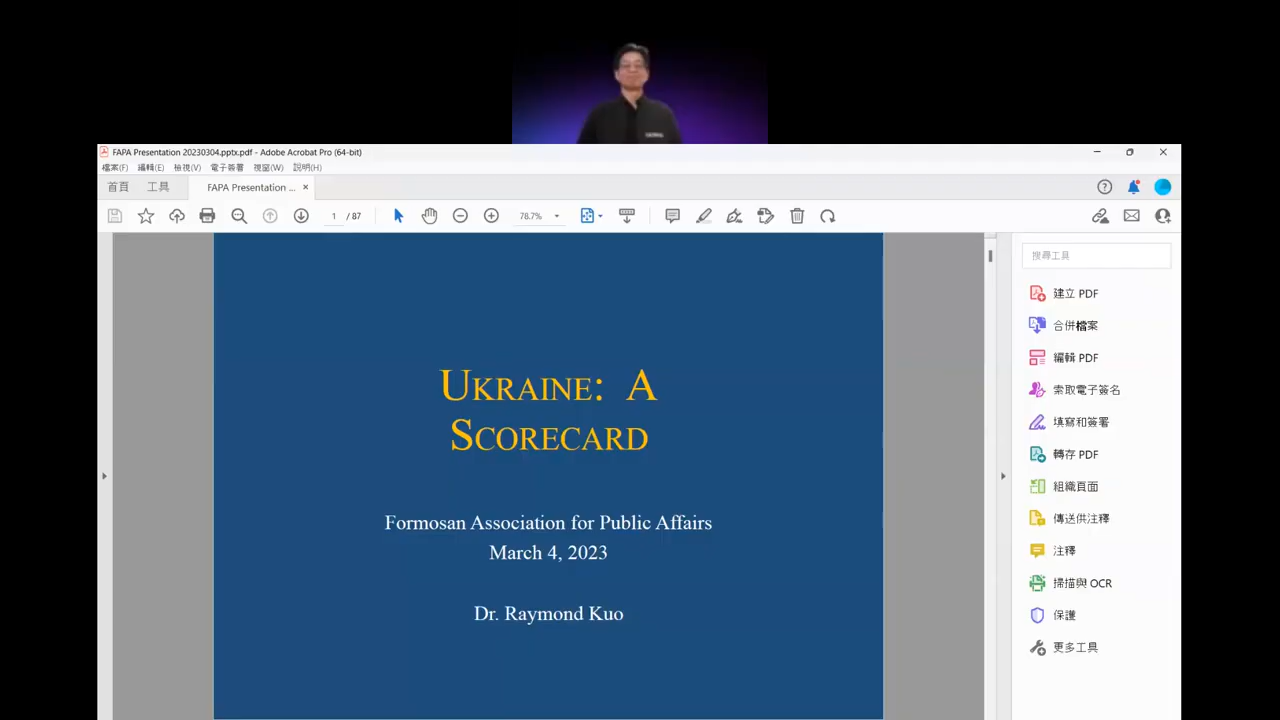 FAPA Presentation 20230304.pptx.pdf - Adobe Acrobat Pro (64-bit)
檔案(F) 編輯(E) 檢視(V) 電子簽署 視窗(W) 說明(H)
首頁 工具 FAPA Presentation ...
1 / 87 78.7%
搜尋工具
建立 PDF
合併檔案
編輯 PDF
索取電子簽名
填寫和簽署
轉存 PDF
組織頁面
傳送供注釋
注釋
掃描與 OCR
保護
更多工具
UKRAINE: A
SCORECARD
Formosan Association for Public Affairs
March 4, 2023
Dr. Raymond Kuo